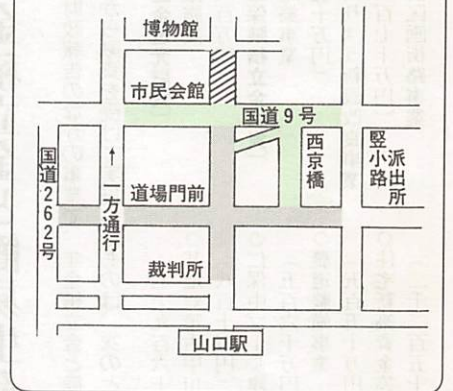 博物館
市民会館
国道9号
西京橋
竪小路
派出所
国道262号
↑一方通行
道場門前
裁判所
山口駅